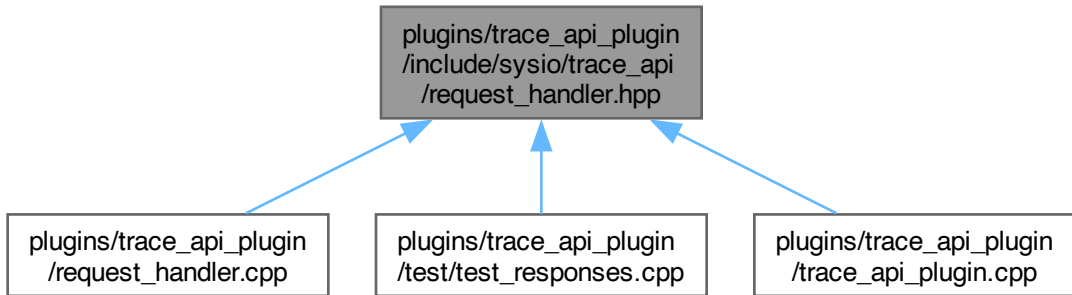 plugins/trace_api_plugin
/include/sysio/trace_api
/request_handler.hpp
plugins/trace_api_plugin
/request_handler.cpp
plugins/trace_api_plugin
/test/test_responses.cpp
plugins/trace_api_plugin
/trace_api_plugin.cpp